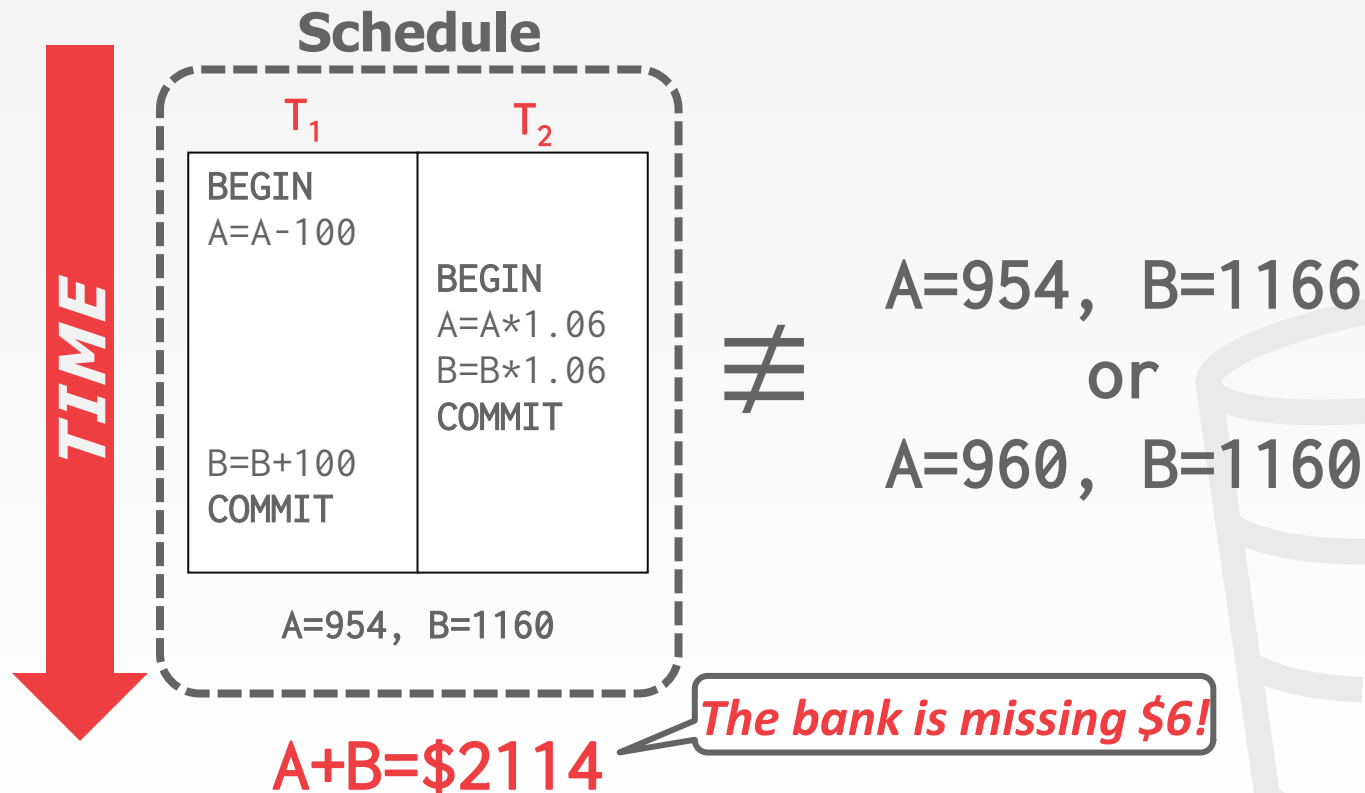 Schedule
TIME
T₁ T₂
BEGIN
A=A-100
BEGIN
A=A*1.06
B=B*1.06
COMMIT
B=B+100
COMMIT
A=954, B=1160
≢
A=954, B=1166
or
A=960, B=1160
The bank is missing $6!
A+B=$2114